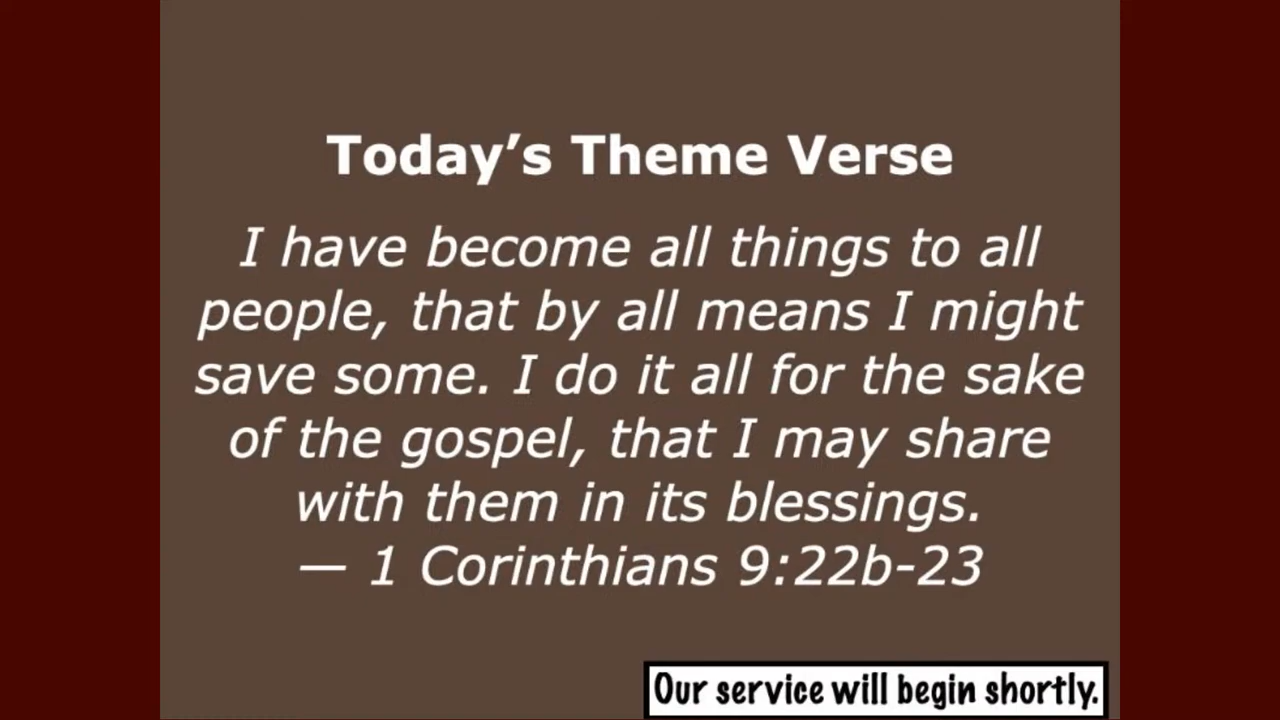 Today’s Theme Verse
I have become all things to all
people, that by all means I might
save some. I do it all for the sake
of the gospel, that I may share
with them in its blessings.
— 1 Corinthians 9:22b-23
Our service will begin shortly.